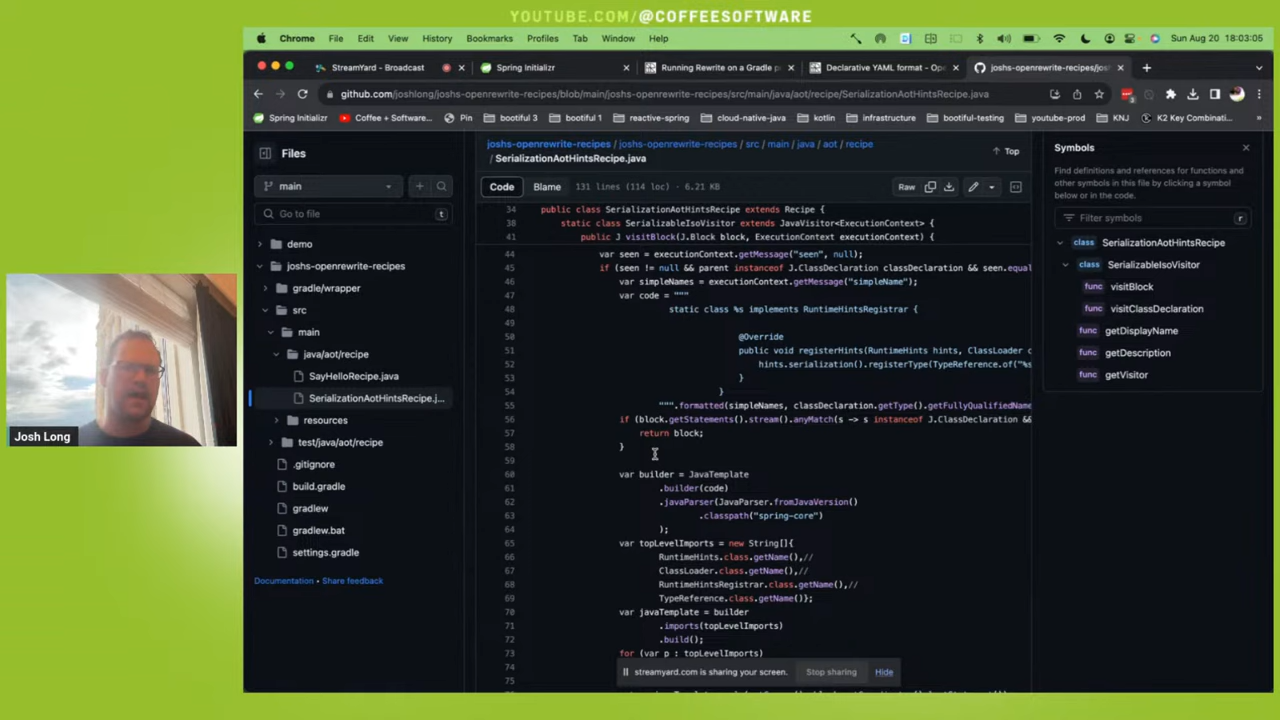 YOUTUBE.COM/@COFFEESOFTWARE
Chrome File Edit View History Bookmarks Profiles Tab Window Help Sun Aug 20 18:03:05
StreamYard - Broadcast
Spring Initializr
Running Rewrite on a Gradle p
Declarative YAML format - Op
joshs-openrewrite-recipes/jos
github.com/joshlong/joshs-openrewrite-recipes/blob/main/joshs-openrewrite-recipes/src/main/java/aot/recipe/SerializationAotHintsRecipe.java
Spring Initializr Coffee + Software... Pin bootiful 3 bootiful 1 reactive-spring cloud-native-java kotlin infrastructure bootiful-testing youtube-prod KNJ K2 Key Combinati...
Files
main
Go to file t
demo
joshs-openrewrite-recipes
gradle/wrapper
src
main
java/aot/recipe
SayHelloRecipe.java
SerializationAotHintsRecipe.j...
resources
test/java/aot/recipe
.gitignore
build.gradle
gradlew
gradlew.bat
settings.gradle
Documentation • Share feedback
joshs-openrewrite-recipes / joshs-openrewrite-recipes / src / main / java / aot / recipe
/ SerializationAotHintsRecipe.java
Top
Code Blame 131 lines (114 loc) · 6.21 KB Raw
34 public class SerializationAotHintsRecipe extends Recipe {
38 static class SerializableIsoVisitor extends JavaVisitor<ExecutionContext> {
41 public J visitBlock(J.Block block, ExecutionContext executionContext) {
44 var seen = executionContext.getMessage("seen", null);
45 if (seen != null && parent instanceof J.ClassDeclaration classDeclaration && seen.equal
46 var simpleNames = executionContext.getMessage("simpleName");
47 var code = """
48 static class %s implements RuntimeHintsRegistrar {
49
50 @Override
51 public void registerHints(RuntimeHints hints, ClassLoader c
52 hints.serialization().registerType(TypeReference.of("%s
53 }
54 }
55 """.formatted(simpleNames, classDeclaration.getType().getFullyQualifiedName
56 if (block.getStatements().stream().anyMatch(s -> s instanceof J.ClassDeclaration &&
57 return block;
58 }
59
60 var builder = JavaTemplate
61 .builder(code)
62 .javaParser(JavaParser.fromJavaVersion()
63 .classpath("spring-core")
64 );
65 var topLevelImports = new String[]{
66 RuntimeHints.class.getName(),//
67 ClassLoader.class.getName(),//
68 RuntimeHintsRegistrar.class.getName(),//
69 TypeReference.class.getName()};
70 var javaTemplate = builder
71 .imports(topLevelImports)
72 .build();
73 for (var p : topLevelImports)
74
75
streamyard.com is sharing your screen. Stop sharing Hide
Symbols
Find definitions and references for functions and
other symbols in this file by clicking a symbol
below or in the code.
Filter symbols r
class SerializationAotHintsRecipe
class SerializableIsoVisitor
func visitBlock
func visitClassDeclaration
func getDisplayName
func getDescription
func getVisitor
Josh Long